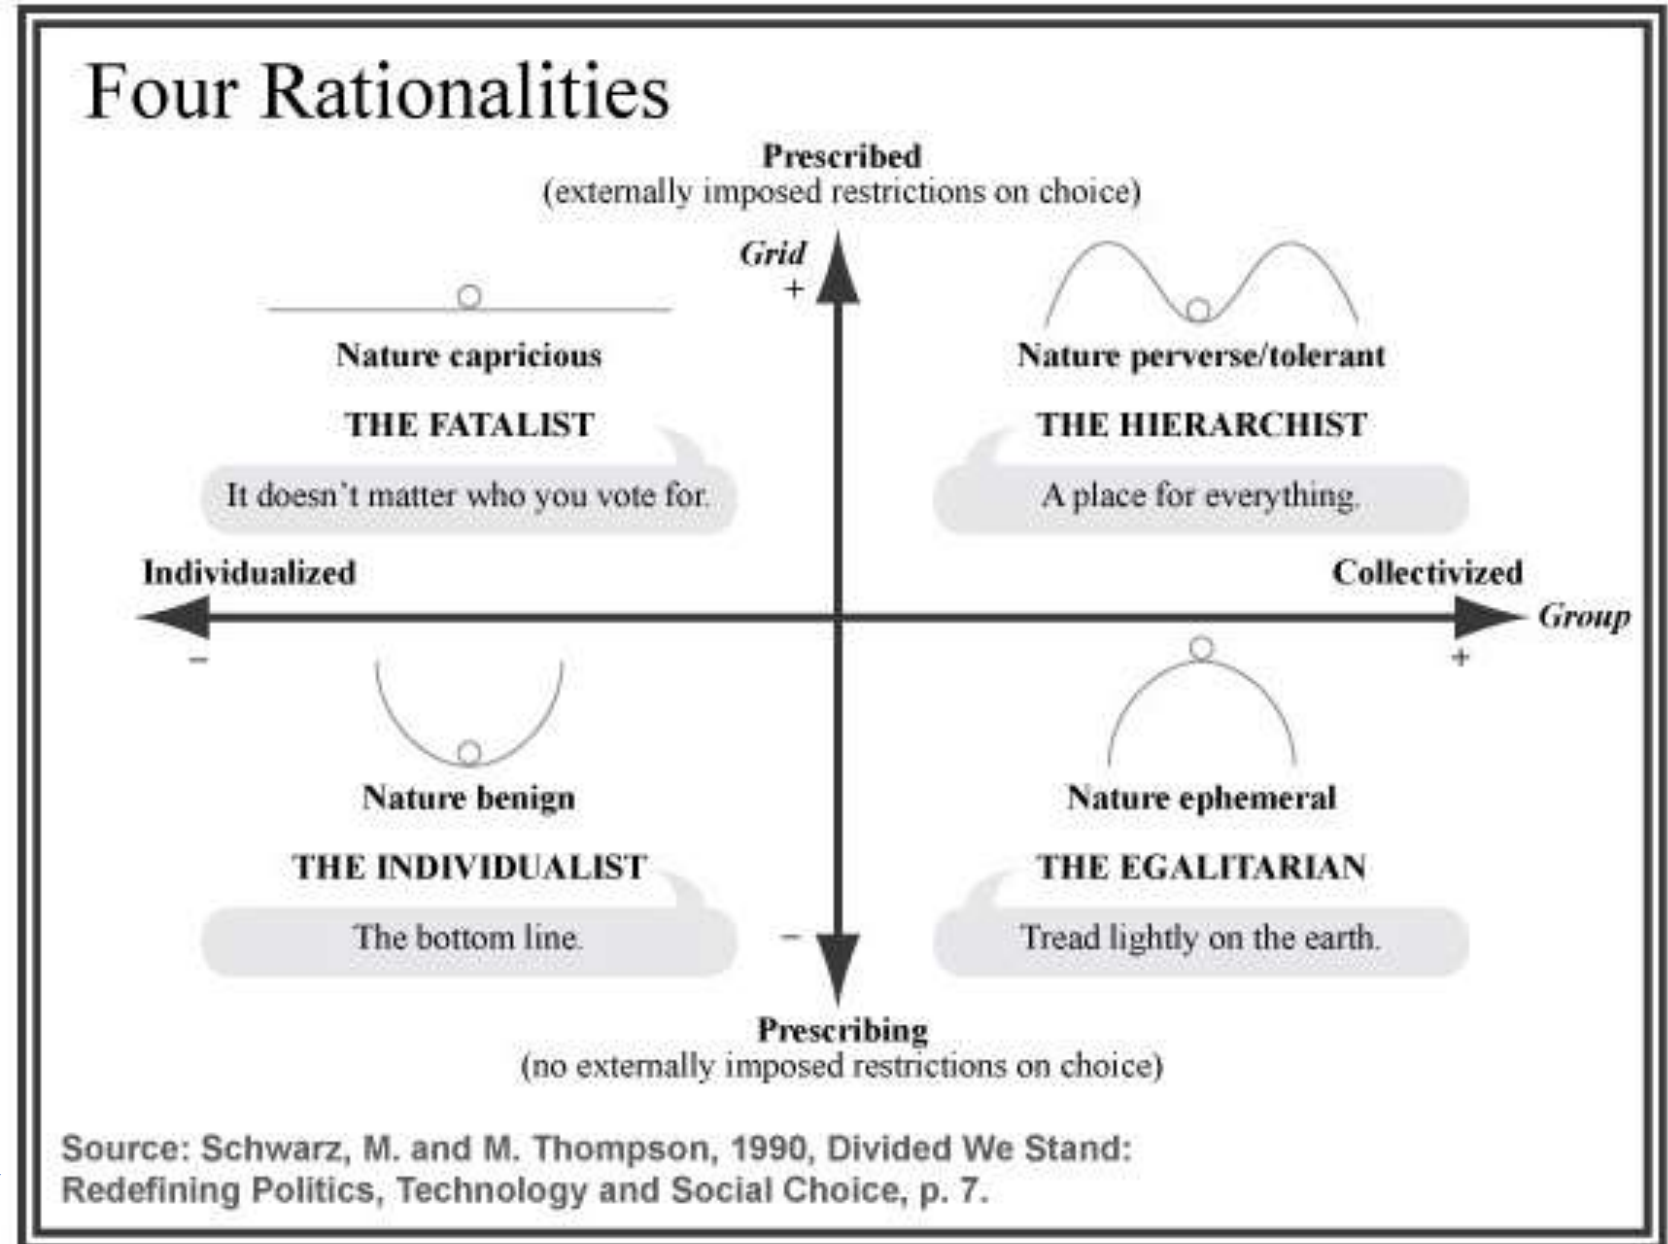 Four Rationalities
Prescribed
(externally imposed restrictions on choice)
Grid
+
Nature capricious
THE FATALIST
It doesn't matter who you vote for.
Nature perverse/tolerant
THE HIERARCHIST
A place for everything.
Individualized
–
Collectivized
Group
+
Nature benign
THE INDIVIDUALIST
The bottom line.
Nature ephemeral
THE EGALITARIAN
Tread lightly on the earth.
–
Prescribing
(no externally imposed restrictions on choice)
Source: Schwarz, M. and M. Thompson, 1990, Divided We Stand:
Redefining Politics, Technology and Social Choice, p. 7.